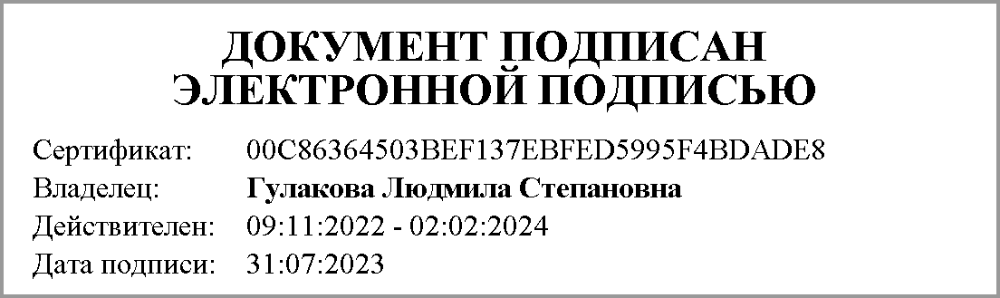 ДОКУМЕНТ ПОДПИСАН
ЭЛЕКТРОННОЙ ПОДПИСЬЮ
Сертификат: 00C86364503BEF137EBFED5995F4BDADE8
Владелец: Гулакова Людмила Степановна
Действителен: 09:11:2022 - 02:02:2024
Дата подписи: 31:07:2023